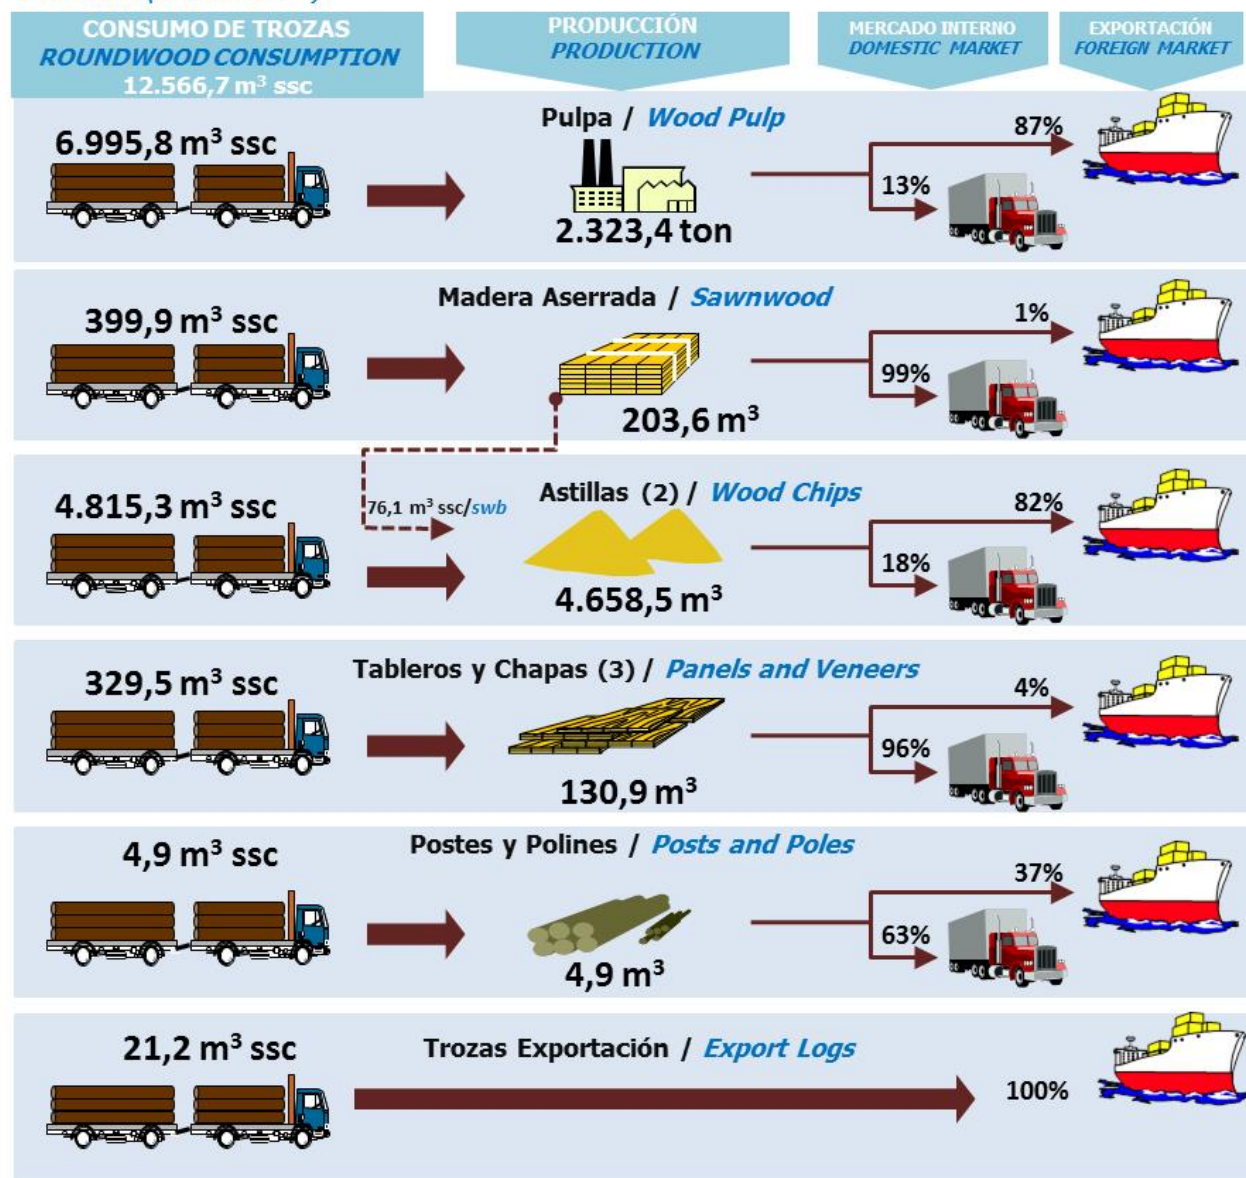 CONSUMO DE TROZAS
ROUNDWOOD CONSUMPTION
12.566,7 m³ ssc
PRODUCCIÓN
PRODUCTION
MERCADO INTERNO
DOMESTIC MARKET
EXPORTACIÓN
FOREIGN MARKET
6.995,8 m³ ssc
Pulpa / Wood Pulp
2.323,4 ton
87%
13%
399,9 m³ ssc
Madera Aserrada / Sawnwood
203,6 m³
1%
99%
4.815,3 m³ ssc
76,1 m³ ssc/swb
Astillas (2) / Wood Chips
4.658,5 m³
82%
18%
329,5 m³ ssc
Tableros y Chapas (3) / Panels and Veneers
130,9 m³
4%
96%
4,9 m³ ssc
Postes y Polines / Posts and Poles
4,9 m³
37%
63%
21,2 m³ ssc
Trozas Exportación / Export Logs
100%